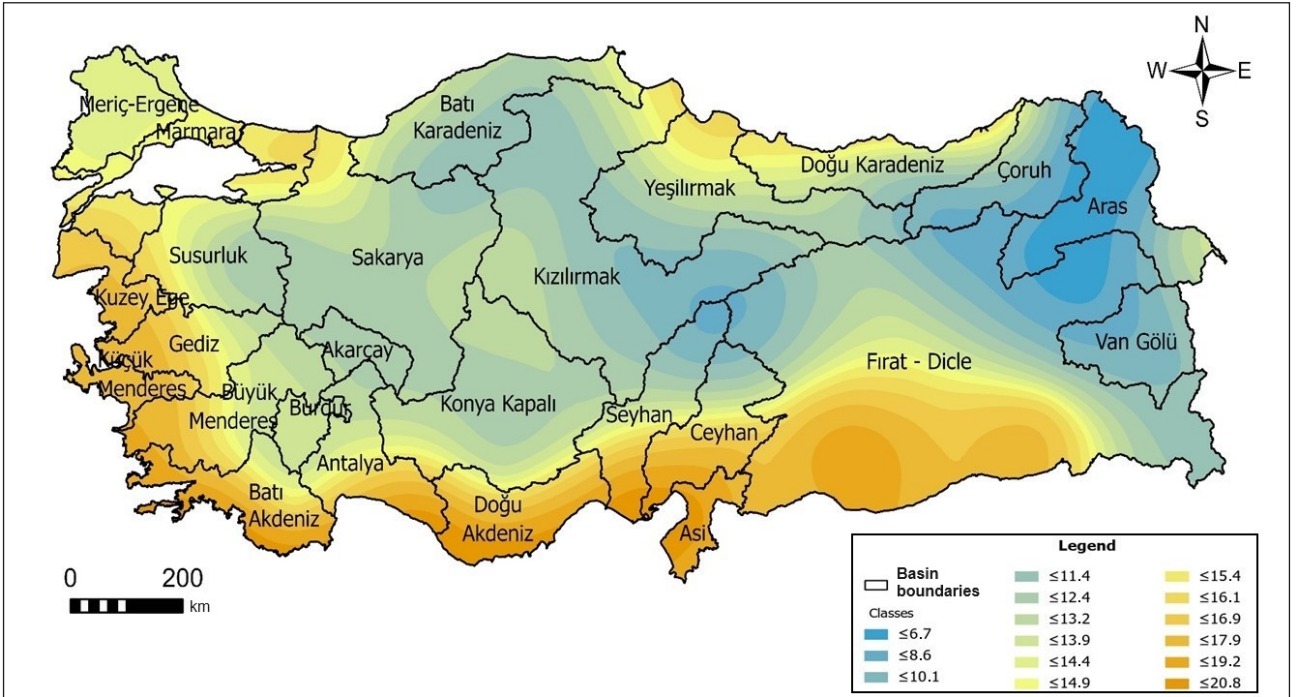 N
W E
S
Meriç-Ergene
Marmara
Batı
Karadeniz
Doğu Karadeniz
Çoruh
Yeşilırmak
Aras
Susurluk
Sakarya
Kızılırmak
Kuzey Ege
Gediz
Akarçay
Van Gölü
Küçük
Menderes
Fırat - Dicle
Büyük
Menderes
Burdur
Konya Kapalı
Seyhan
Ceyhan
Antalya
Batı
Akdeniz
Doğu
Akdeniz
Asi
0 200
km
Legend
Basin
boundaries
Classes
≤6.7
≤8.6
≤10.1
≤11.4
≤12.4
≤13.2
≤13.9
≤14.4
≤14.9
≤15.4
≤16.1
≤16.9
≤17.9
≤19.2
≤20.8